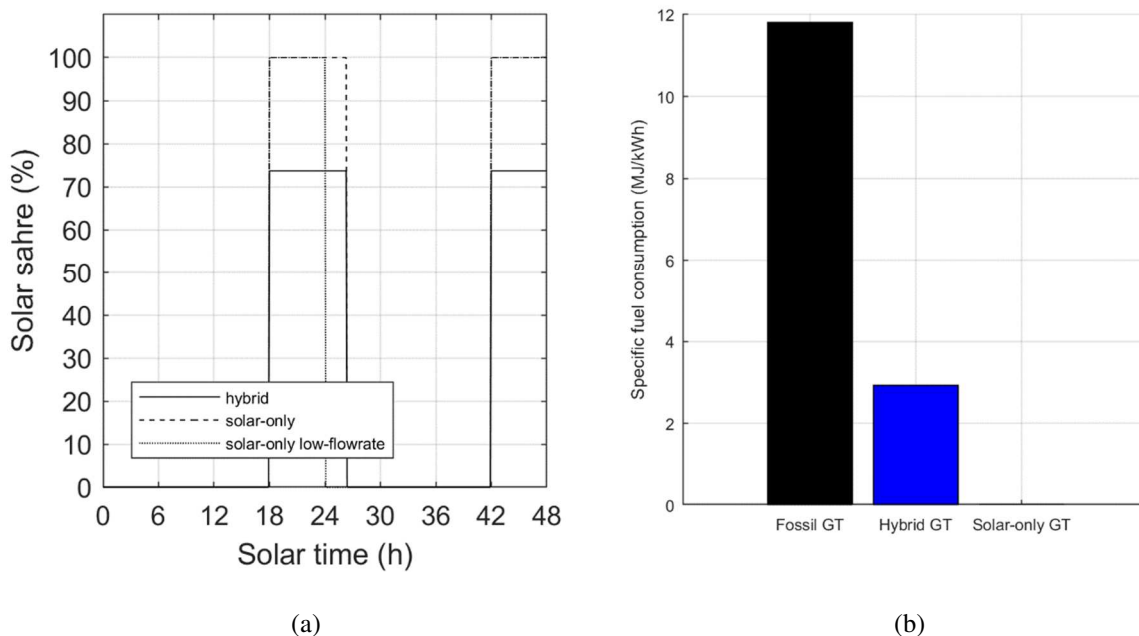 100
90
80
70
60
50
40
30
20
10
0
Solar sahre (%)
hybrid
solar-only
solar-only low-flowrate
0 6 12 18 24 30 36 42 48
Solar time (h)
(a)
12
10
8
6
4
2
0
Specific fuel consumption (MJ/kWh)
Fossil GT Hybrid GT Solar-only GT
(b)